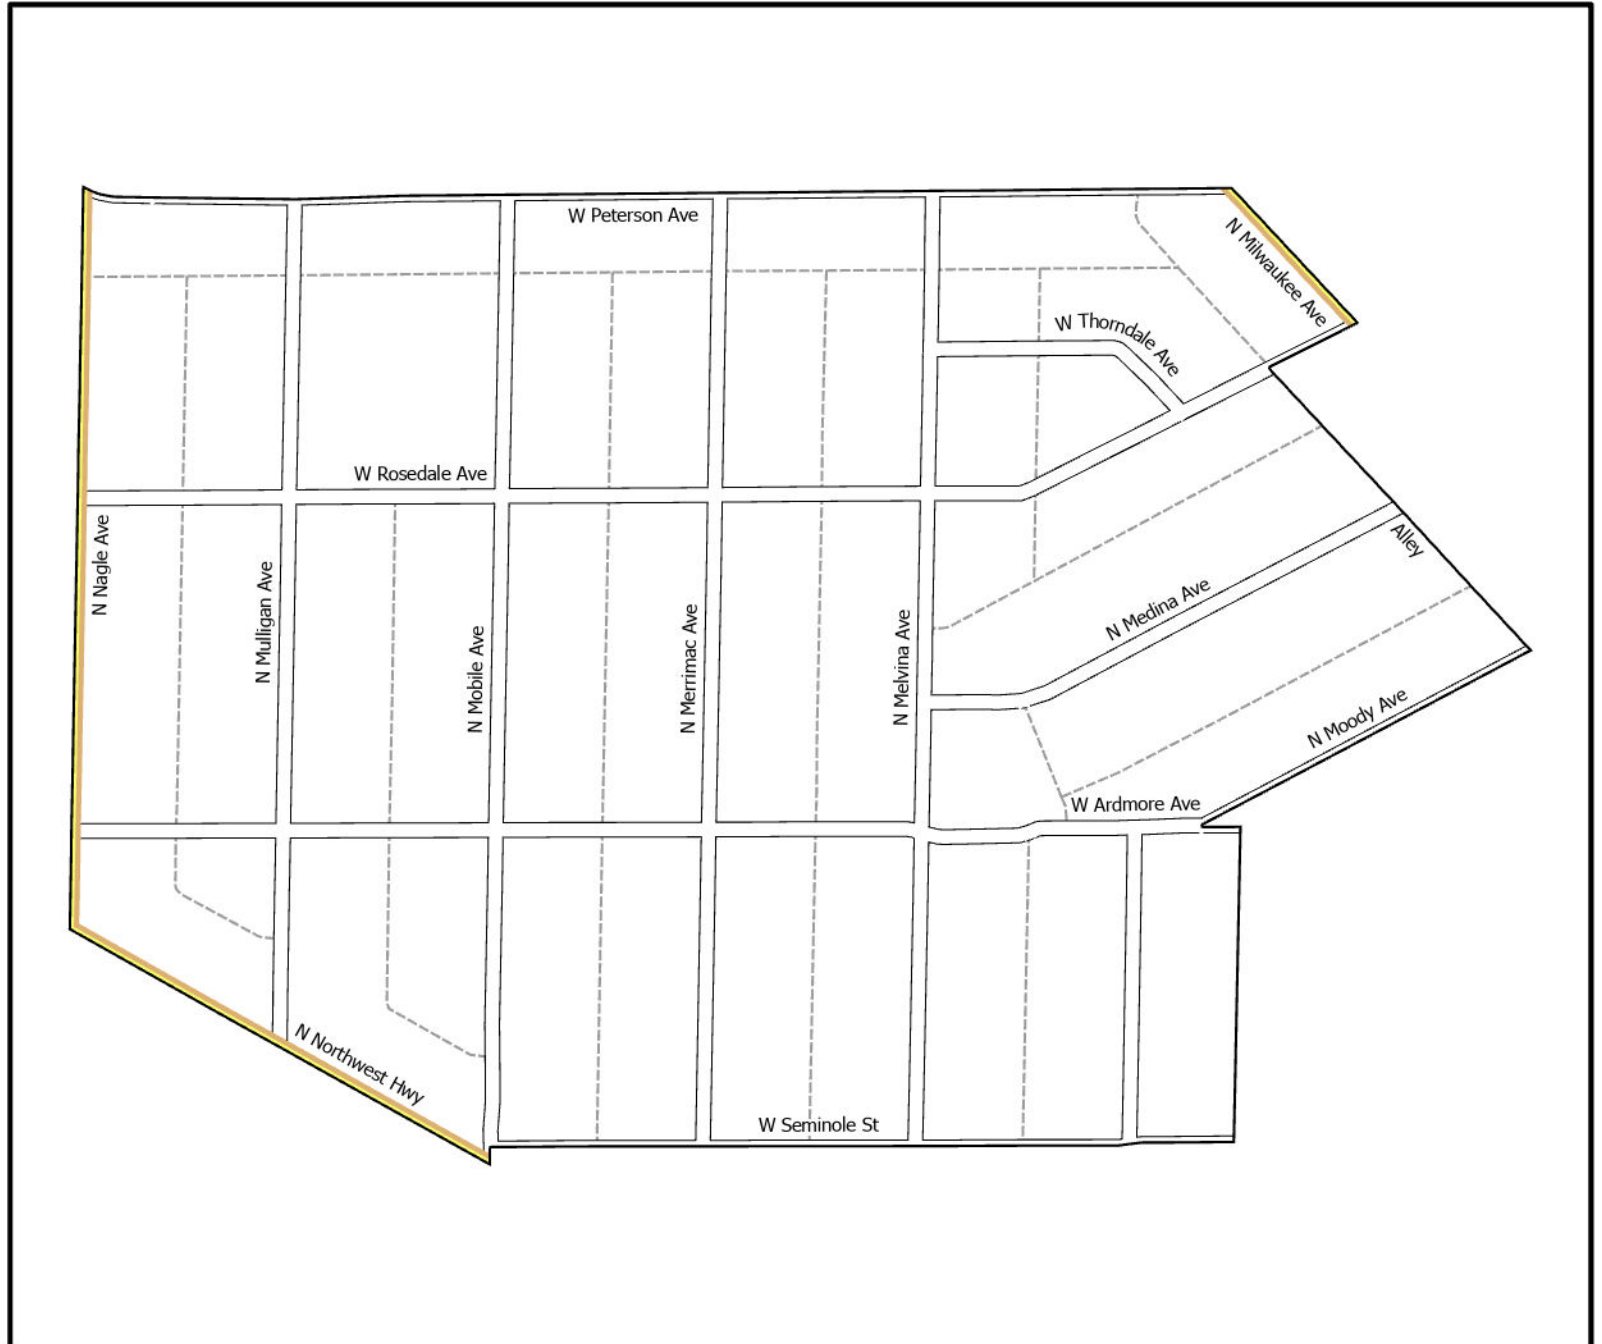 W Peterson Ave
N Milwaukee Ave
W Thorndale Ave
W Rosedale Ave
N Nagle Ave
Alley
N Mulligan Ave
N Medina Ave
N Mobile Ave
N Merrimac Ave
N Melvina Ave
N Moody Ave
W Ardmore Ave
N Northwest Hwy
W Seminole St